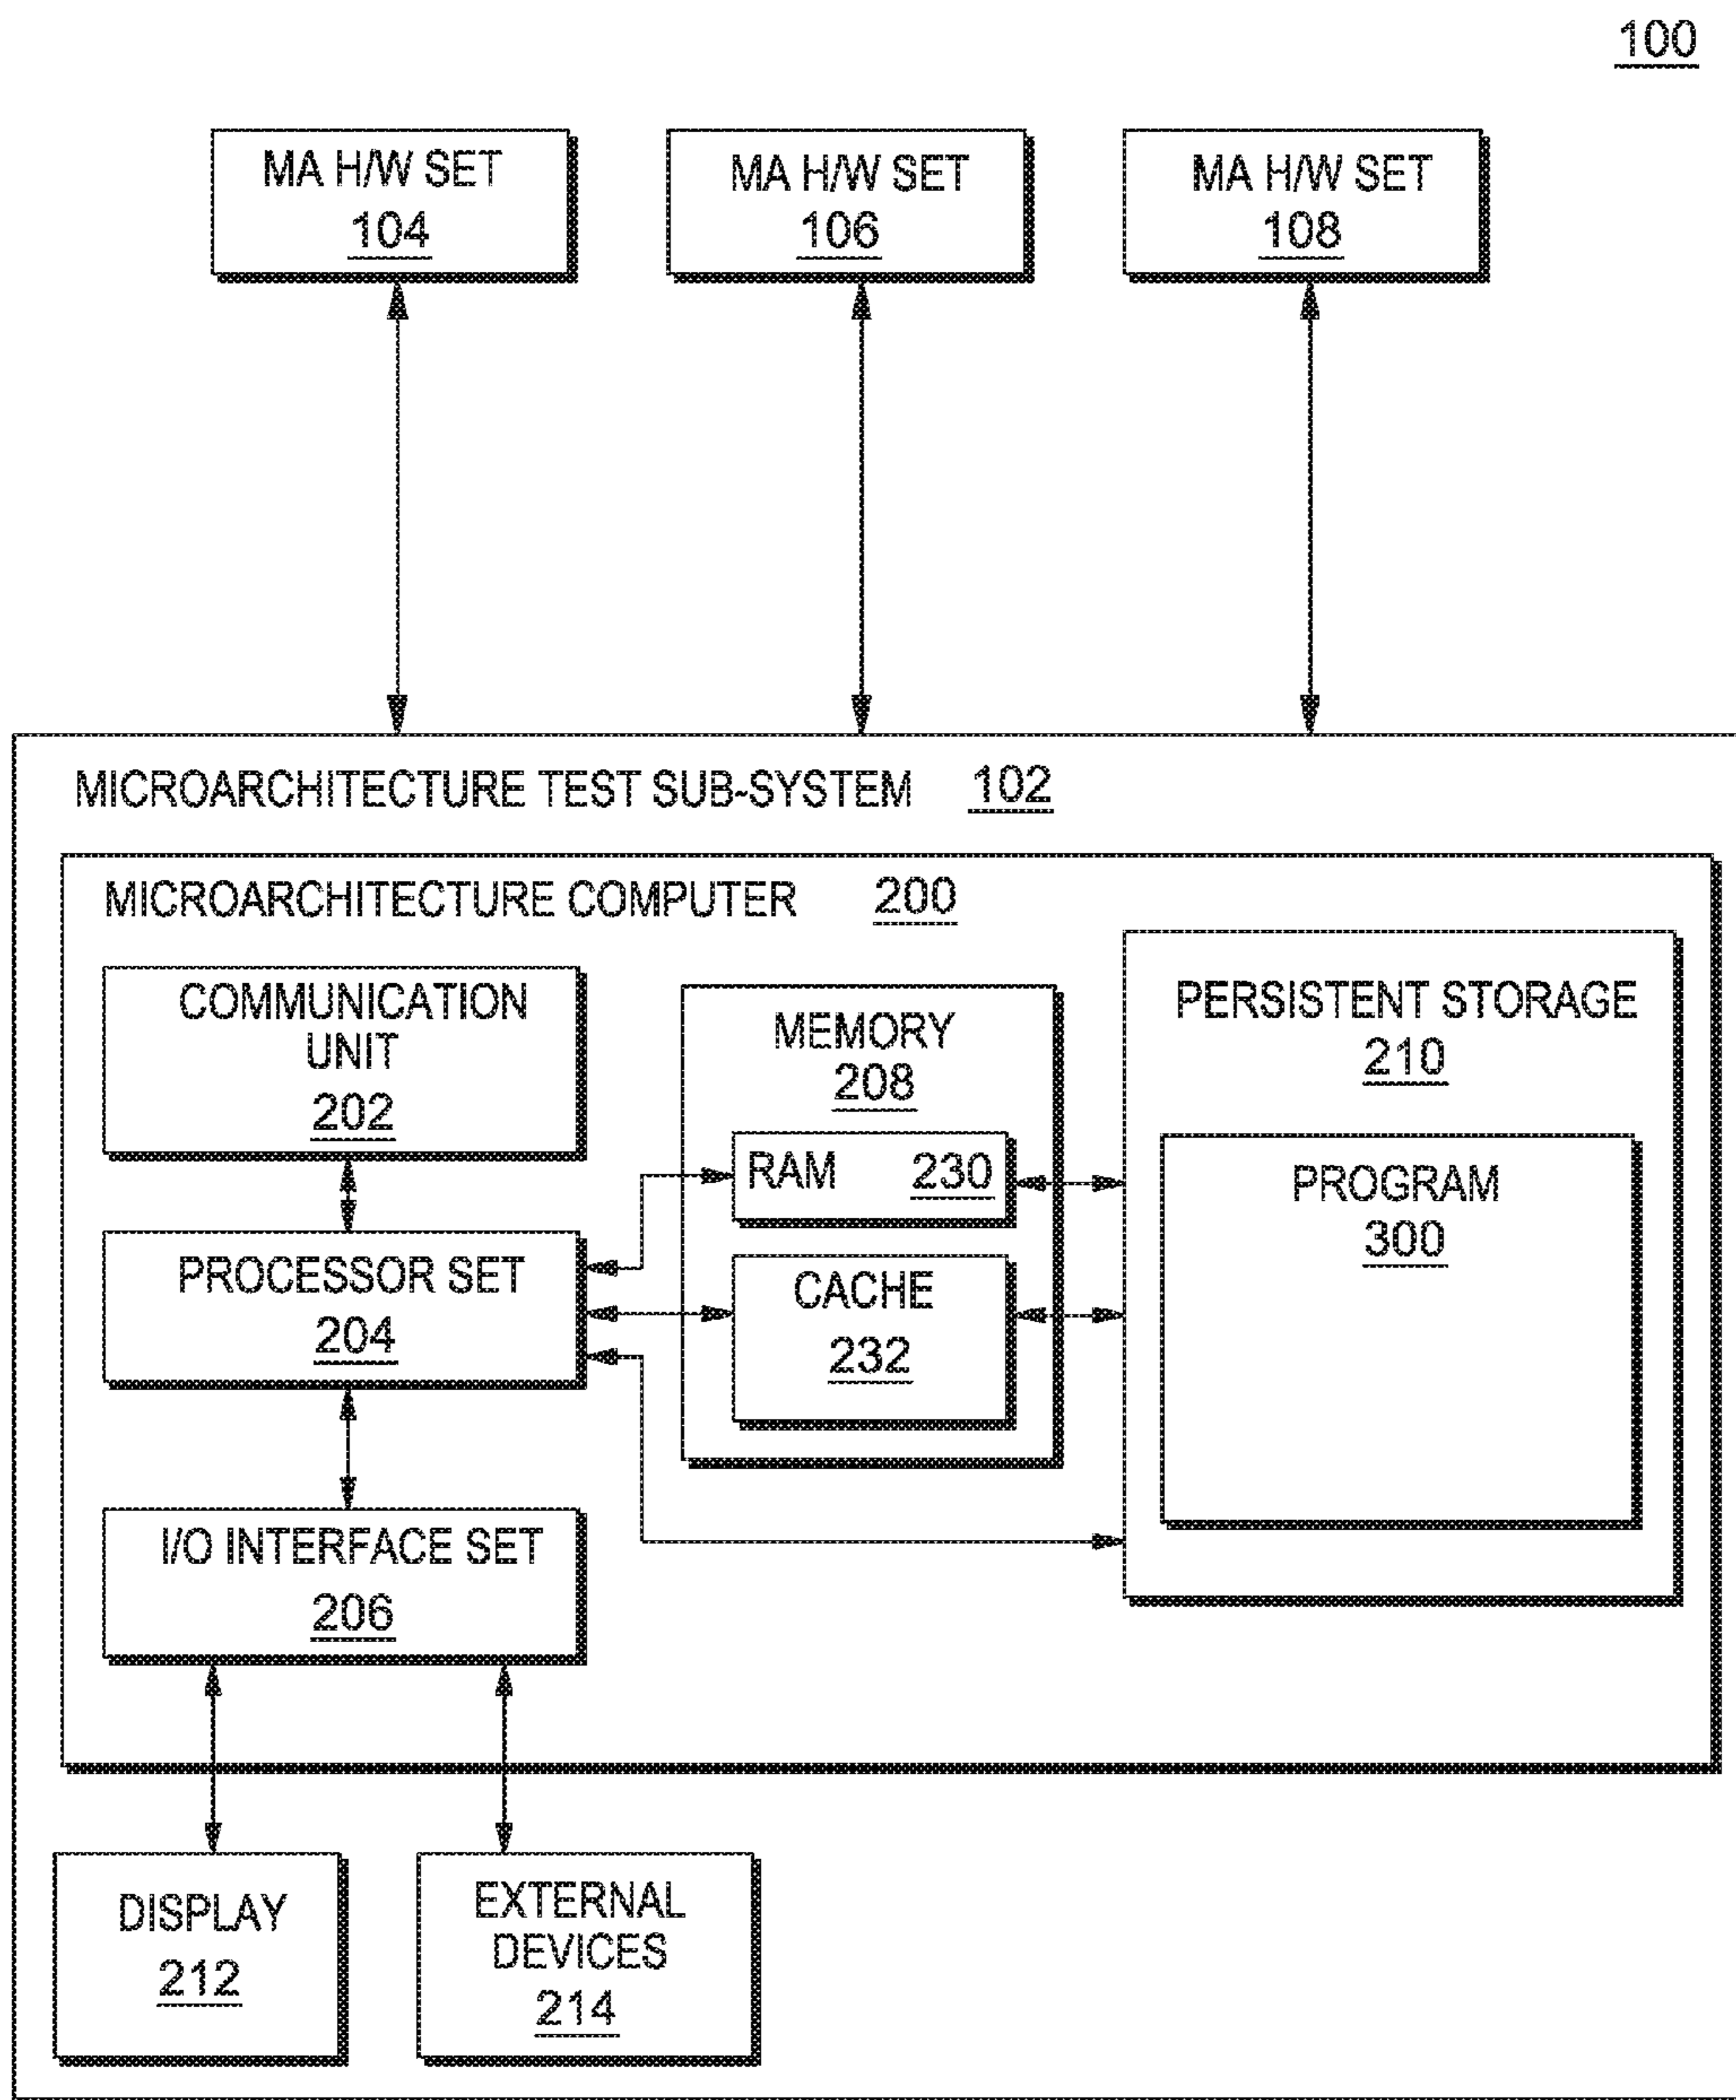 100
MA H/W SET
104
MA H/W SET
106
MA H/W SET
108
MICROARCHITECTURE TEST SUB-SYSTEM 102
MICROARCHITECTURE COMPUTER 200
COMMUNICATION
UNIT
202
PROCESSOR SET
204
I/O INTERFACE SET
206
MEMORY
208
RAM 230
CACHE
232
PERSISTENT STORAGE
210
PROGRAM
300
DISPLAY
212
EXTERNAL
DEVICES
214